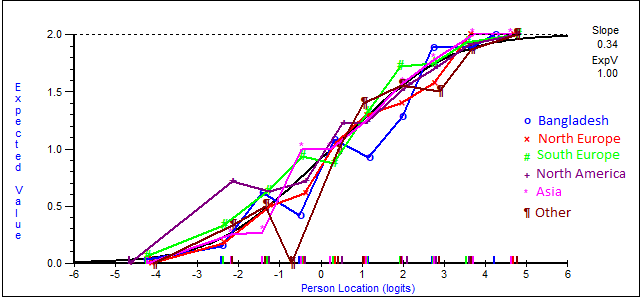 Slope
0.34
ExpV
1.00
Expected Value
2.0
1.5
1.0
0.5
0.0
o Bangladesh
× North Europe
# South Europe
+ North America
* Asia
¶ Other
-6 -5 -4 -3 -2 -1 0 1 2 3 4 5 6
Person Location (logits)